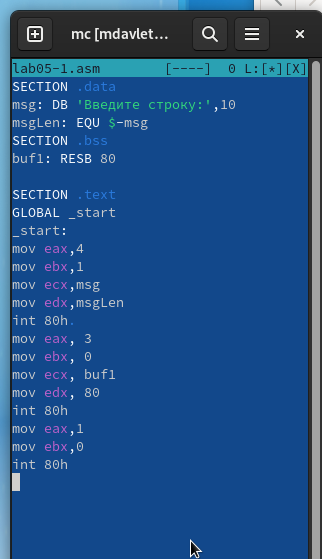 mc [mdavlet...
lab05-1.asm [----] 0 L:[*][X]
SECTION .data
msg: DB 'Введите строку:',10
msgLen: EQU $-msg
SECTION .bss
buf1: RESB 80
SECTION .text
GLOBAL _start
_start:
mov eax,4
mov ebx,1
mov ecx,msg
mov edx,msgLen
int 80h.
mov eax, 3
mov ebx, 0
mov ecx, buf1
mov edx, 80
int 80h
mov eax,1
mov ebx,0
int 80h